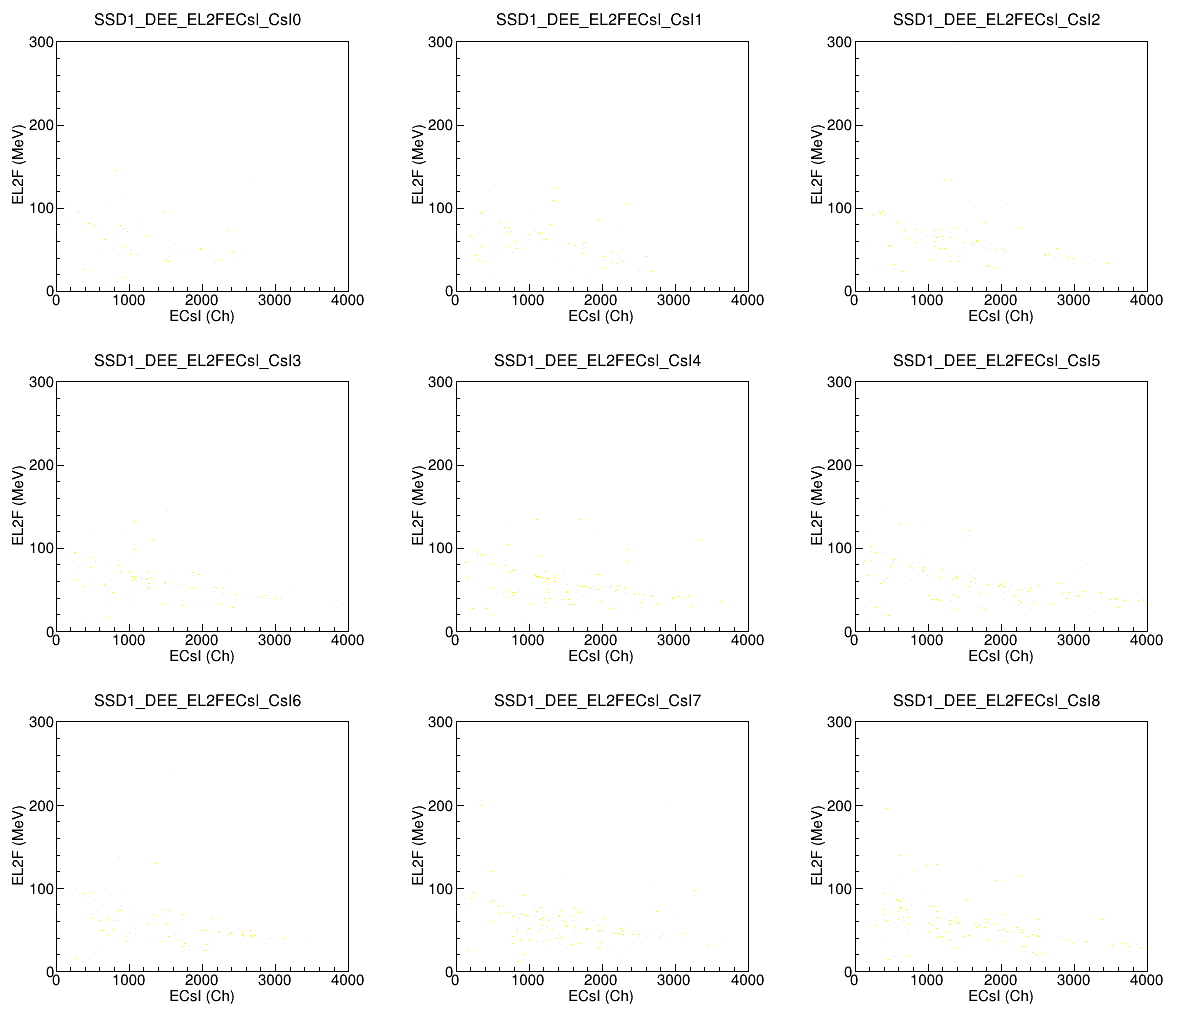 SSD1_DEE_EL2FECsI_CsI0
300
200
100
0
EL2F (MeV)
0 1000 2000 3000 4000
ECsI (Ch)
SSD1_DEE_EL2FECsI_CsI1
300
200
100
0
EL2F (MeV)
0 1000 2000 3000 4000
ECsI (Ch)
SSD1_DEE_EL2FECsI_CsI2
300
200
100
0
EL2F (MeV)
0 1000 2000 3000 4000
ECsI (Ch)
SSD1_DEE_EL2FECsI_CsI3
300
200
100
0
EL2F (MeV)
0 1000 2000 3000 4000
ECsI (Ch)
SSD1_DEE_EL2FECsI_CsI4
300
200
100
0
EL2F (MeV)
0 1000 2000 3000 4000
ECsI (Ch)
SSD1_DEE_EL2FECsI_CsI5
300
200
100
0
EL2F (MeV)
0 1000 2000 3000 4000
ECsI (Ch)
SSD1_DEE_EL2FECsI_CsI6
300
200
100
0
EL2F (MeV)
0 1000 2000 3000 4000
ECsI (Ch)
SSD1_DEE_EL2FECsI_CsI7
300
200
100
0
EL2F (MeV)
0 1000 2000 3000 4000
ECsI (Ch)
SSD1_DEE_EL2FECsI_CsI8
300
200
100
0
EL2F (MeV)
0 1000 2000 3000 4000
ECsI (Ch)